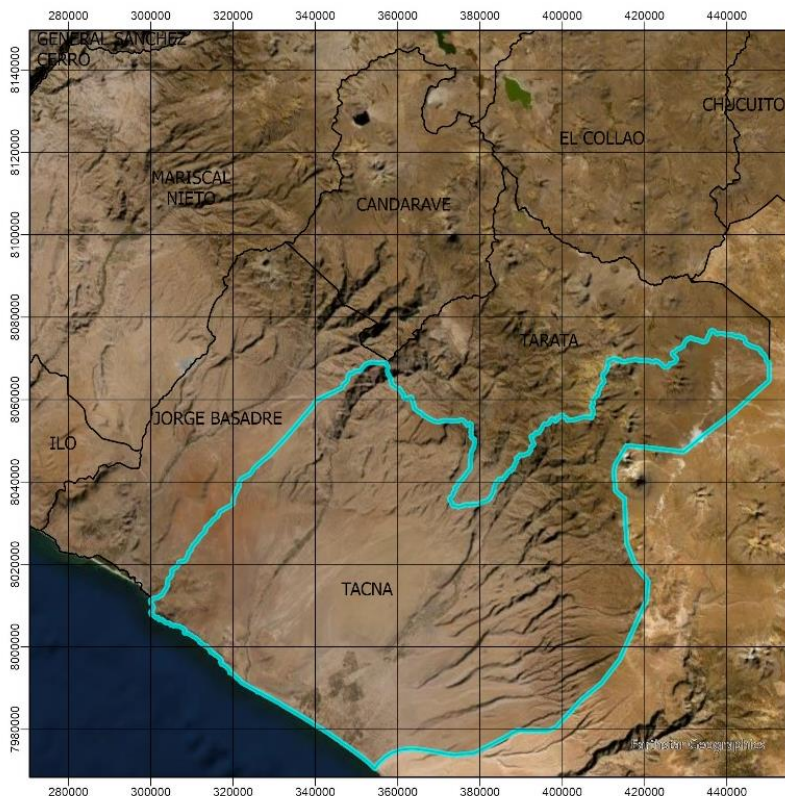 280000 300000 320000 340000 360000 380000 400000 420000 440000
8140000
8120000
8100000
8080000
8060000
8040000
8020000
8000000
7980000
GENERAL SANCHEZ
CERRO
CHUCUITO
EL COLLAO
MARISCAL
NIETO
CANDARAVE
TARATA
JORGE BASADRE
ILO
TACNA
Earthstar Geographics
280000 300000 320000 340000 360000 380000 400000 420000 440000